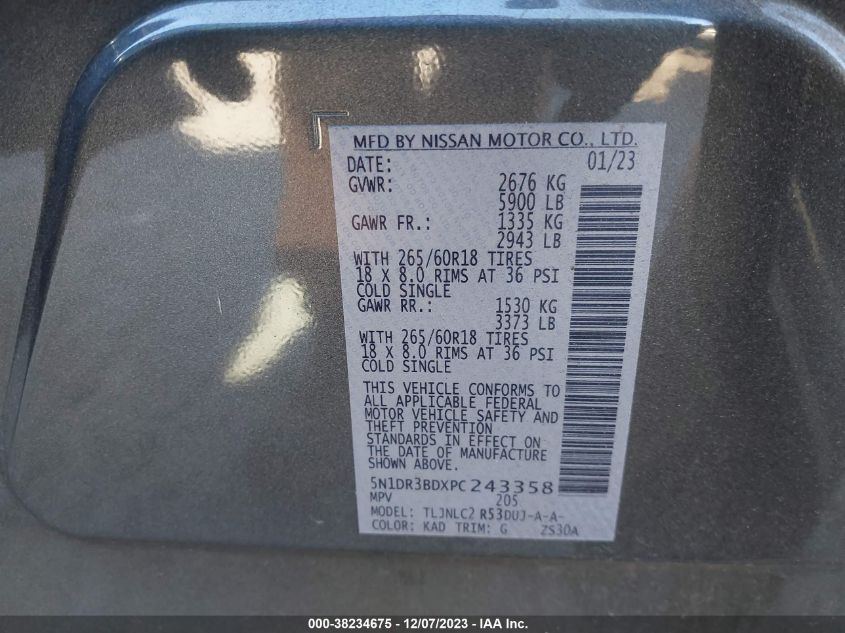 MFD BY NISSAN MOTOR CO., LTD.
DATE: 01/23
GVWR: 2676 KG
5900 LB
GAWR FR.: 1335 KG
2943 LB
WITH 265/60R18 TIRES
18 X 8.0 RIMS AT 36 PSI
COLD SINGLE
GAWR RR.: 1530 KG
3373 LB
WITH 265/60R18 TIRES
18 X 8.0 RIMS AT 36 PSI
COLD SINGLE
THIS VEHICLE CONFORMS TO
ALL APPLICABLE FEDERAL
MOTOR VEHICLE SAFETY AND
THEFT PREVENTION
STANDARDS IN EFFECT ON
THE DATE OF MANUFACTURE
SHOWN ABOVE.
5N1DR3BDXPC243358
MPV 205
MODEL: TLJNLC2 R53DUJ-A-A-
COLOR: KAD TRIM: G ZS30A
000-38234675 - 12/07/2023 - IAA Inc.